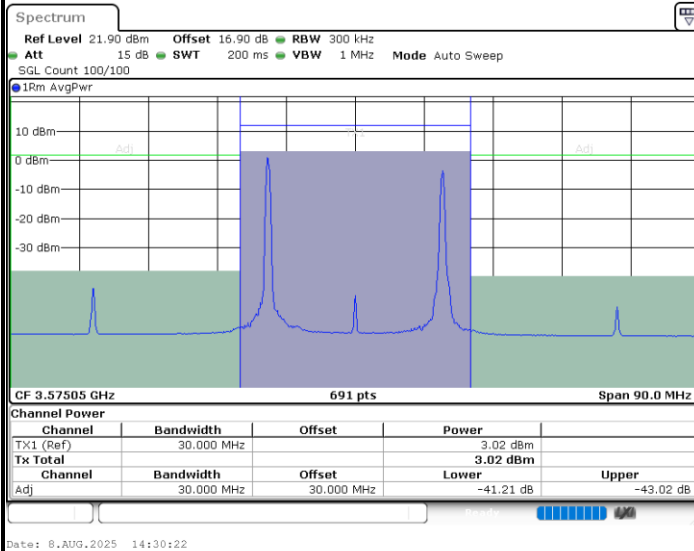 Spectrum
Ref Level 21.90 dBm Offset 16.90 dB RBW 300 kHz
Att 15 dB SWT 200 ms VBW 1 MHz Mode Auto Sweep
SGL Count 100/100
1Rm AvgPwr
10 dBm
Adj Adj
0 dBm
-10 dBm
-20 dBm
-30 dBm
CF 3.57505 GHz 691 pts Span 90.0 MHz
Channel Power
Channel Bandwidth Offset Power
TX1 (Ref) 30.000 MHz 3.02 dBm
Tx Total 3.02 dBm
Channel Bandwidth Offset Lower Upper
Adj 30.000 MHz 30.000 MHz -41.21 dB -43.02 dB
Ready
Date: 8.AUG.2025 14:30:22